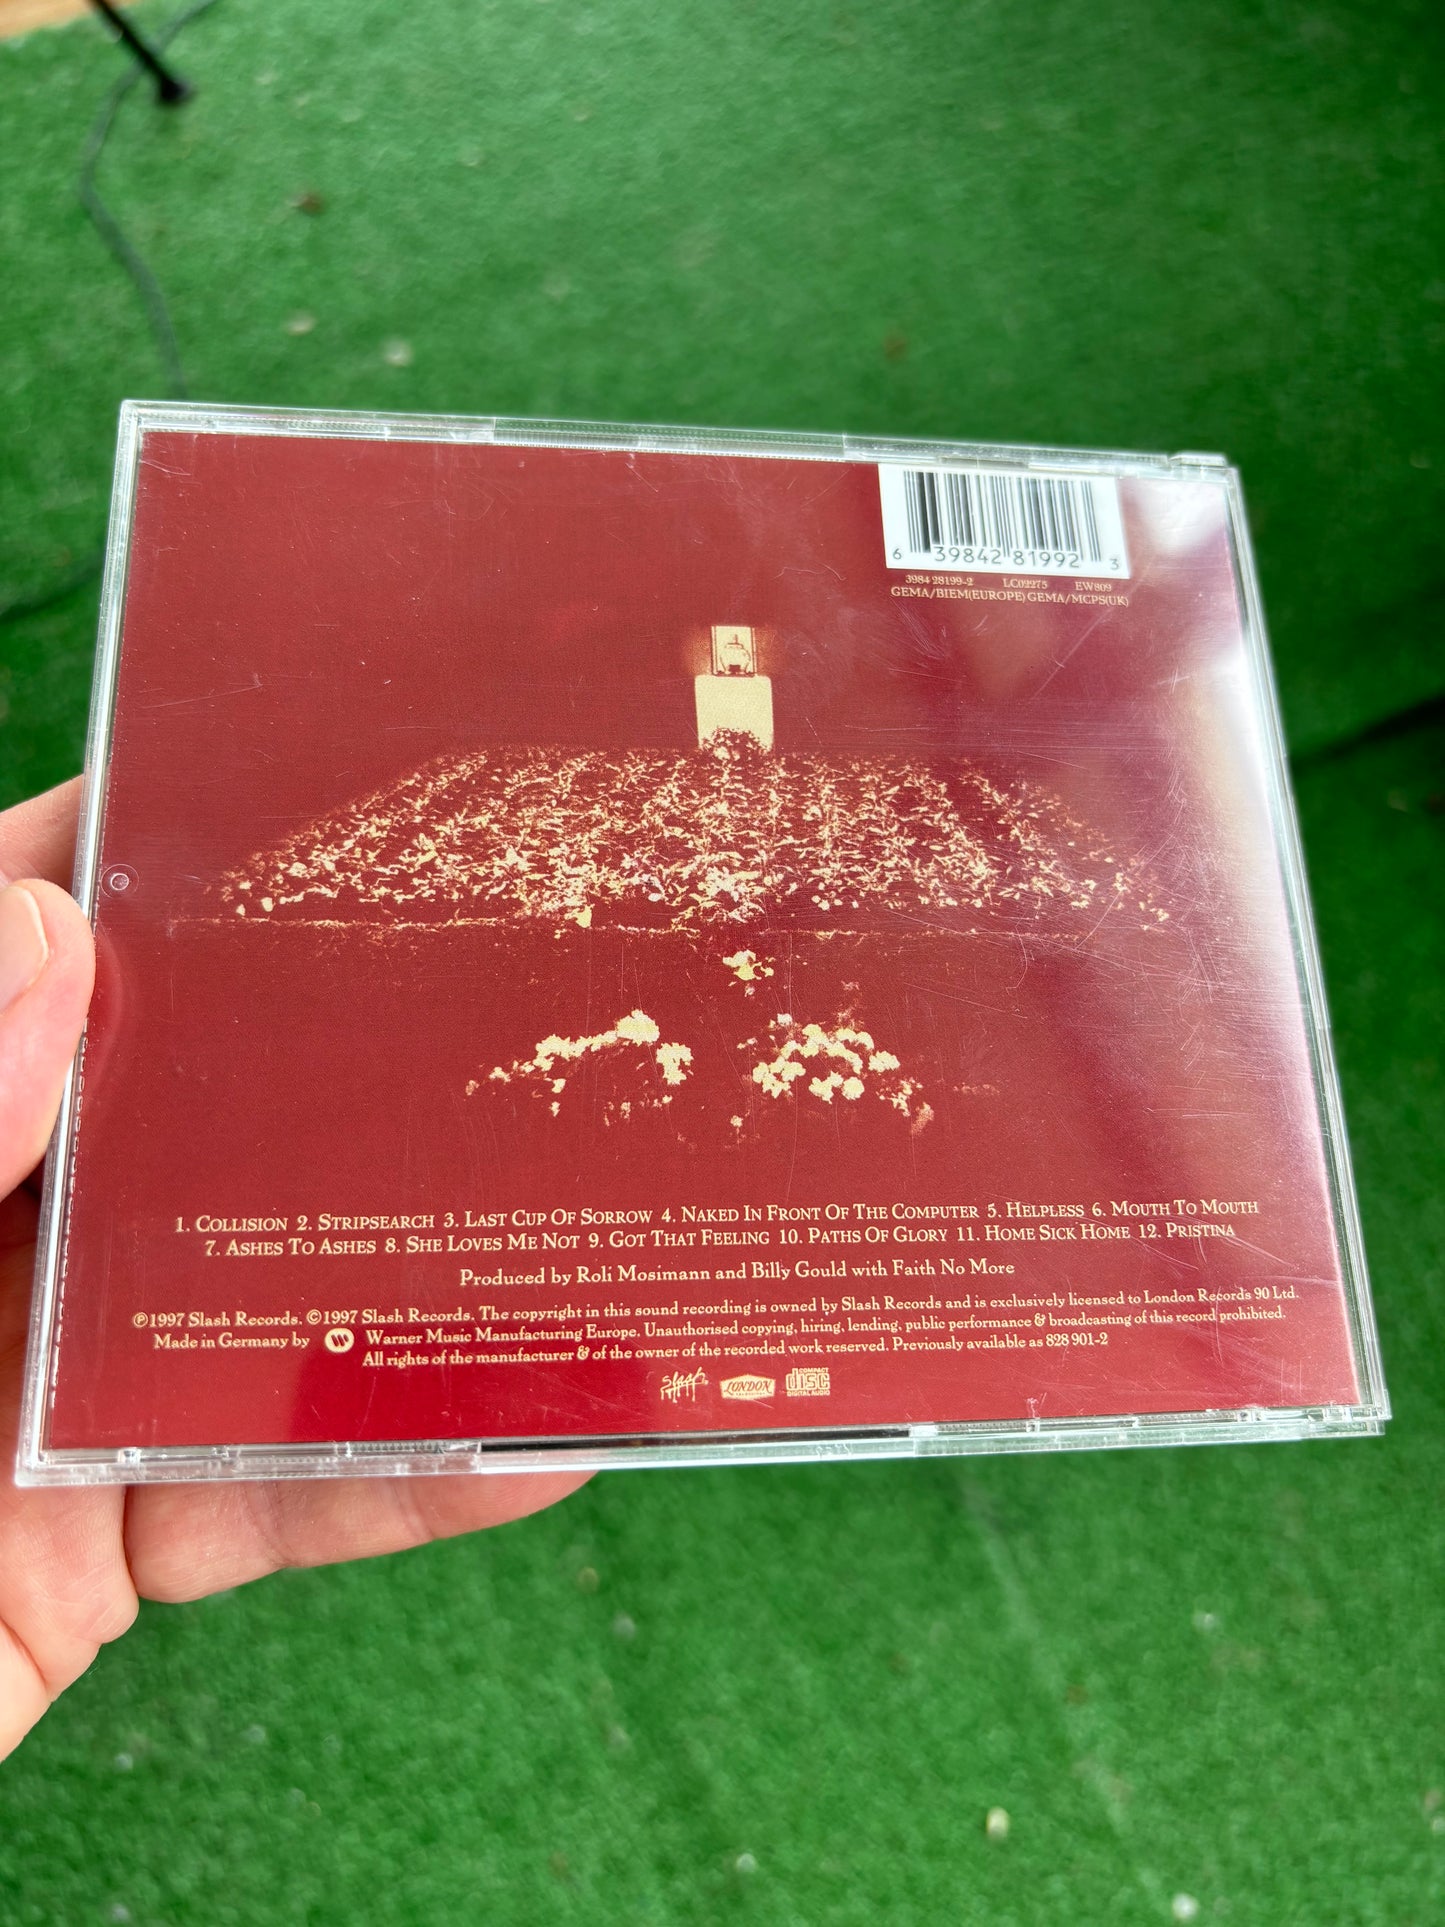 6 39842 81992 3
3984 28199-2 LC02275 EW809
GEMA/BIEM(EUROPE) GEMA/MCPS(UK)
1. COLLISION 2. STRIPSEARCH 3. LAST CUP OF SORROW 4. NAKED IN FRONT OF THE COMPUTER 5. HELPLESS 6. MOUTH TO MOUTH
7. ASHES TO ASHES 8. SHE LOVES ME NOT 9. GOT THAT FEELING 10. PATHS OF GLORY 11. HOME SICK HOME 12. PRISTINA
Produced by Roli Mosimann and Billy Gould with Faith No More
℗1997 Slash Records. ©1997 Slash Records. The copyright in this sound recording is owned by Slash Records and is exclusively licensed to London Records 90 Ltd.
Made in Germany by W Warner Music Manufacturing Europe. Unauthorised copying, hiring, lending, public performance & broadcasting of this record prohibited.
All rights of the manufacturer & of the owner of the recorded work reserved. Previously available as 828 901-2
slash LONDON COMPACT disc DIGITAL AUDIO